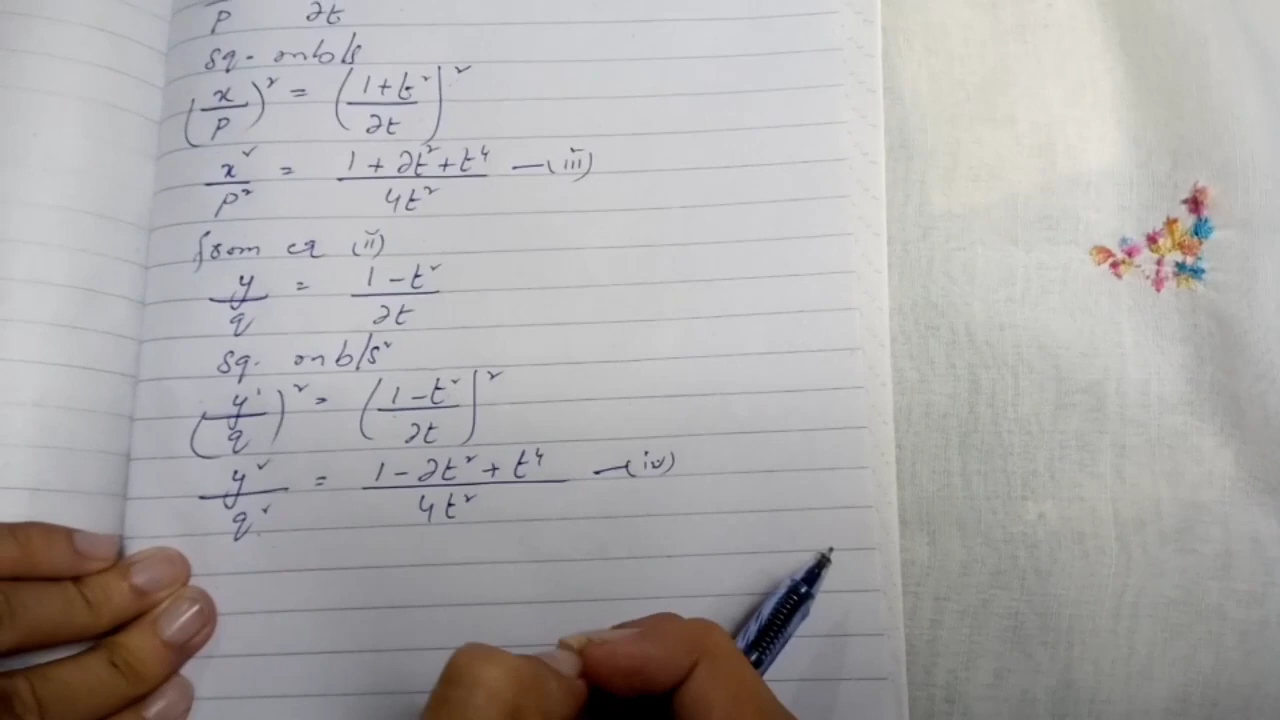 p 2t
sq. on b/s
(x/p)² = (1+t²/2t)²
x²/p² = 1+2t²+t⁴/4t² —(iii)
from eq (ii)
y/q = 1-t²/2t
sq. on b/s
(y/q)² = (1-t²/2t)²
y²/q² = 1-2t²+t⁴/4t² —(iv)